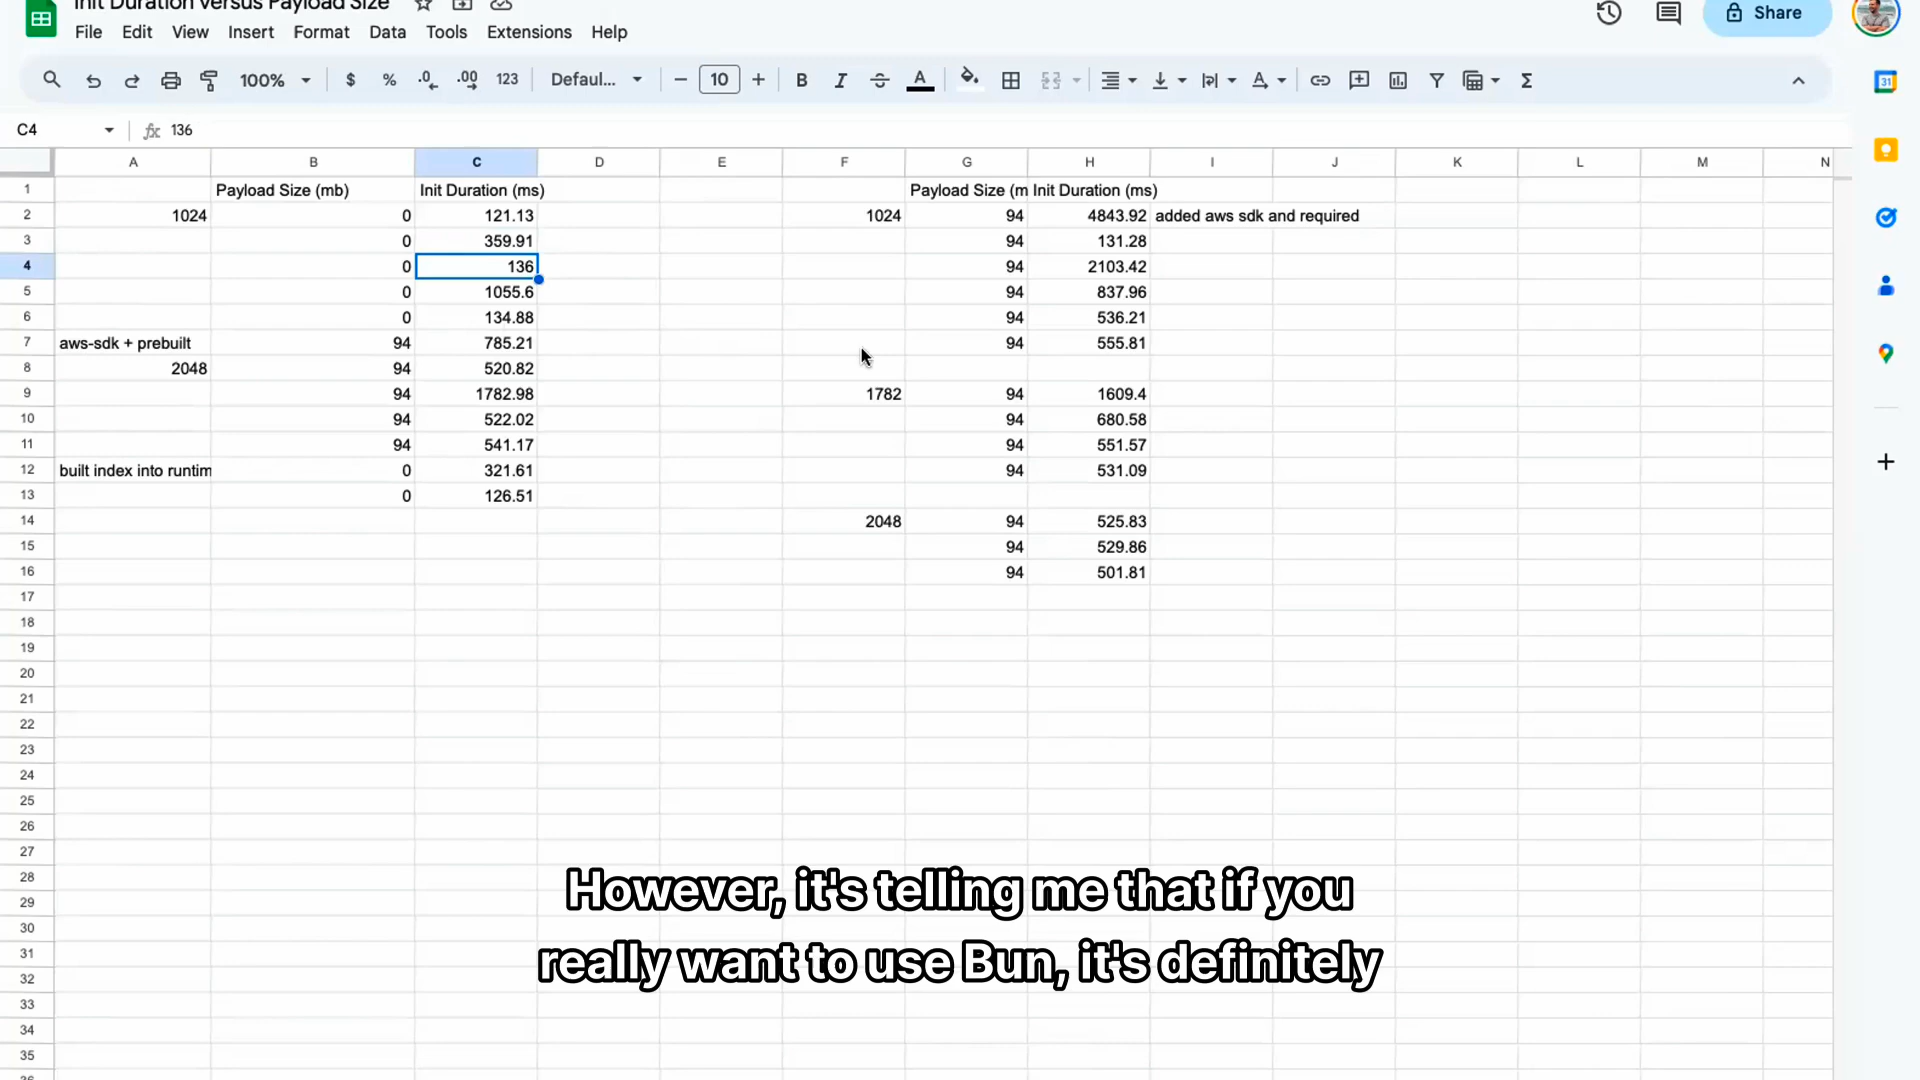 Init Duration versus Payload Size
Share
File Edit View Insert Format Data Tools Extensions Help
100% $ % .0 .00 123 Defaul... 10 B I A
C4 fx 136
A B C D E F G H I J K L M N
1 Payload Size (mb) Init Duration (ms) Payload Size (m Init Duration (ms)
2 1024 0 121.13 1024 94 4843.92 added aws sdk and required
3 0 359.91 94 131.28
4 0 136 94 2103.42
5 0 1055.6 94 837.96
6 0 134.88 94 536.21
7 aws-sdk + prebuilt 94 785.21 94 555.81
8 2048 94 520.82
9 94 1782.98 1782 94 1609.4
10 94 522.02 94 680.58
11 94 541.17 94 551.57
12 built index into runtim 0 321.61 94 531.09
13 0 126.51
14 2048 94 525.83
15 94 529.86
16 94 501.81
17
18
19
20
21
22
23
24
25
26
27
28
29
30
31
32
33
34
35
However, it's telling me that if you
really want to use Bun, it's definitely